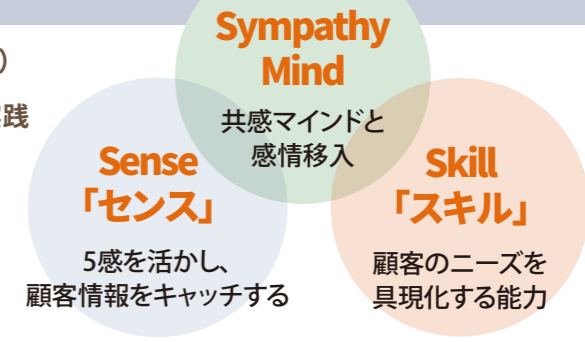 )
践
Sympathy
Mind
共感マインドと
感情移入
Sense
「センス」
5感を活かし、
顧客情報をキャッチする
Skill
「スキル」
顧客のニーズを
具現化する能力